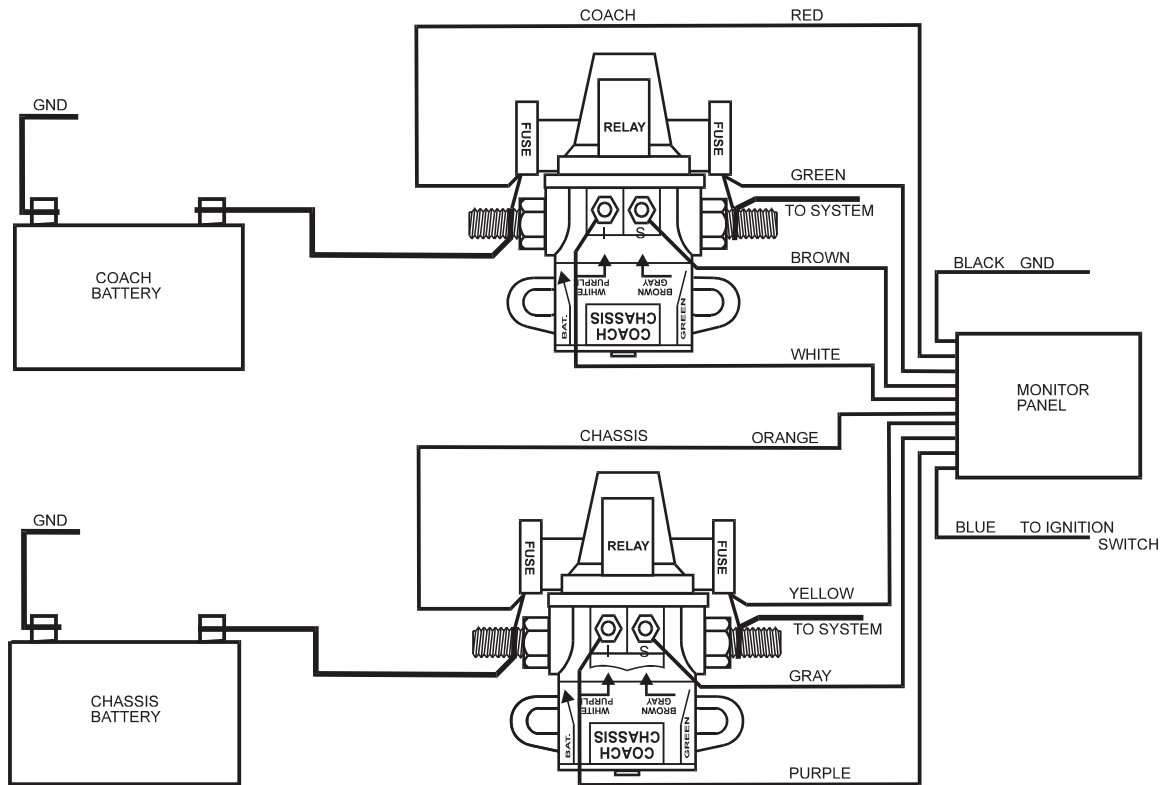 COACH RED
GND
FUSE
RELAY
FUSE
GREEN
TO SYSTEM
COACH
BATTERY
I S
BROWN
BLACK GND
WHITE
PURPLE
BROWN
GRAY
BAT.
COACH
CHASSIS
GREEN
WHITE
MONITOR
PANEL
CHASSIS ORANGE
GND
FUSE
RELAY
FUSE
BLUE TO IGNITION
SWITCH
YELLOW
TO SYSTEM
I S
GRAY
CHASSIS
BATTERY
WHITE
PURPLE
BROWN
GRAY
BAT.
COACH
CHASSIS
GREEN
PURPLE